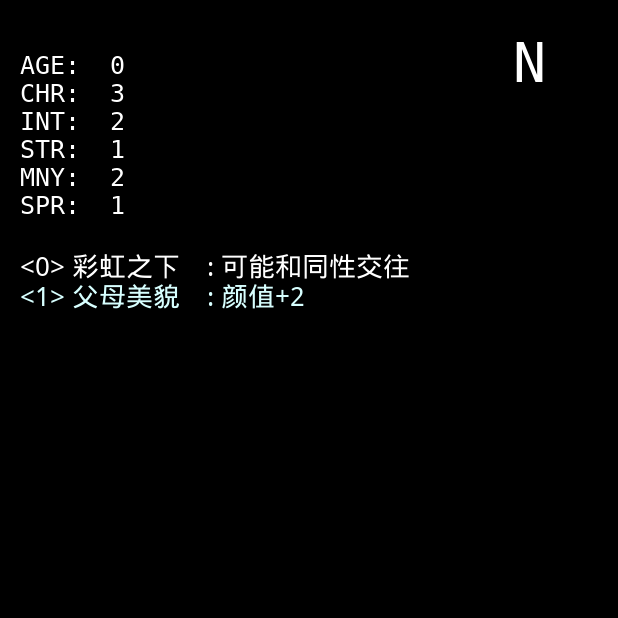 N
AGE: 0
CHR: 3
INT: 2
STR: 1
MNY: 2
SPR: 1
<0> 彩虹之下 : 可能和同性交往
<1> 父母美貌 : 颜值+2